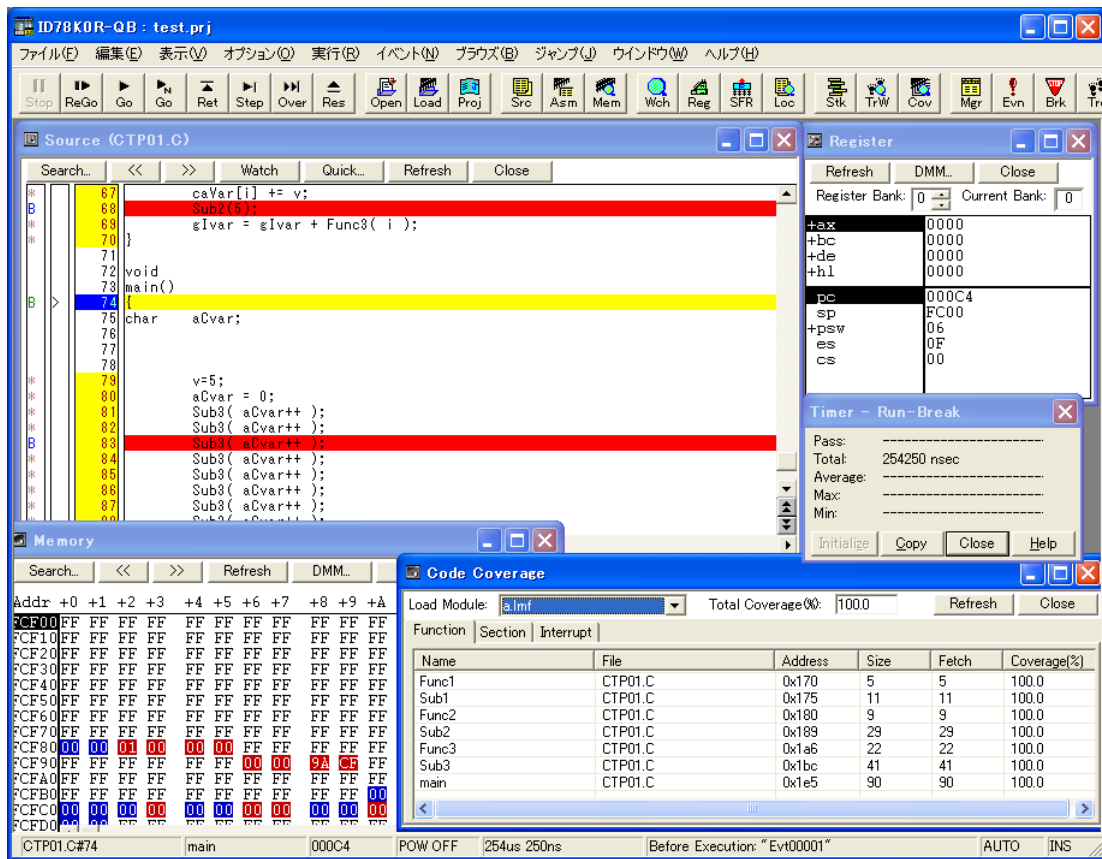 ID78K0R-QB : test.prj
ファイル(F) 編集(E) 表示(V) オプション(O) 実行(R) イベント(N) ブラウズ(B) ジャンプ(J) ウインドウ(W) ヘルプ(H)
Stop ReGo Go Go Ret Step Over Res Open Load Proj Src Asm Mem Wch Reg SFR Loc Stk TrW Cov Mgr Evn Brk
Source (CTP01.C)
Search... << >> Watch Quick... Refresh Close
* 67 caVar[i] += v;
B 68 Sub2(5);
* 69 gIvar = gIvar + Func3( i );
* 70 }
71
72 void
73 main()
B > 74 {
75 char aCvar;
76
77
78
* 79 v=5;
* 80 aCvar = 0;
* 81 Sub3( aCvar++ );
* 82 Sub3( aCvar++ );
B 83 Sub3( aCvar++ );
* 84 Sub3( aCvar++ );
* 85 Sub3( aCvar++ );
* 86 Sub3( aCvar++ );
* 87 Sub3( aCvar++ );
Register
Refresh DMM... Close
Register Bank: 0 Current Bank: 0
+ax 0000
+bc 0000
+de 0000
+hl 0000
pc 000C4
sp FC00
+psw 06
es 0F
cs 00
Timer - Run-Break
Pass: ------------------------
Total: 254250 nsec
Average: ------------------------
Max: ------------------------
Min: ------------------------
Initialize Copy Close Help
Memory
Search... << >> Refresh DMM...
Addr +0 +1 +2 +3 +4 +5 +6 +7 +8 +9 +A
FCF00 FF FF FF FF FF FF FF FF FF FF FF
FCF10 FF FF FF FF FF FF FF FF FF FF FF
FCF20 FF FF FF FF FF FF FF FF FF FF FF
FCF30 FF FF FF FF FF FF FF FF FF FF FF
FCF40 FF FF FF FF FF FF FF FF FF FF FF
FCF50 FF FF FF FF FF FF FF FF FF FF FF
FCF60 FF FF FF FF FF FF FF FF FF FF FF
FCF70 FF FF FF FF FF FF FF FF FF FF FF
FCF80 00 00 01 00 00 00 FF FF FF FF FF
FCF90 FF FF FF FF FF FF 00 00 9A CF FF
FCFA0 FF FF FF FF FF FF FF FF FF FF FF
FCFB0 FF FF FF FF FF FF FF FF FF FF 00
FCFC0 00 00 00 00 00 00 00 00 00 00 00
FCFD0
Code Coverage
Load Module: a.lmf Total Coverage(%): 100.0 Refresh Close
Function Section Interrupt
Name File Address Size Fetch Coverage(%)
Func1 CTP01.C 0x170 5 5 100.0
Sub1 CTP01.C 0x175 11 11 100.0
Func2 CTP01.C 0x180 9 9 100.0
Sub2 CTP01.C 0x189 29 29 100.0
Func3 CTP01.C 0x1a6 22 22 100.0
Sub3 CTP01.C 0x1bc 41 41 100.0
main CTP01.C 0x1e5 90 90 100.0
CTP01.C#74 main 000C4 POW OFF 254us 250ns Before Execution: "Evt00001" AUTO INS